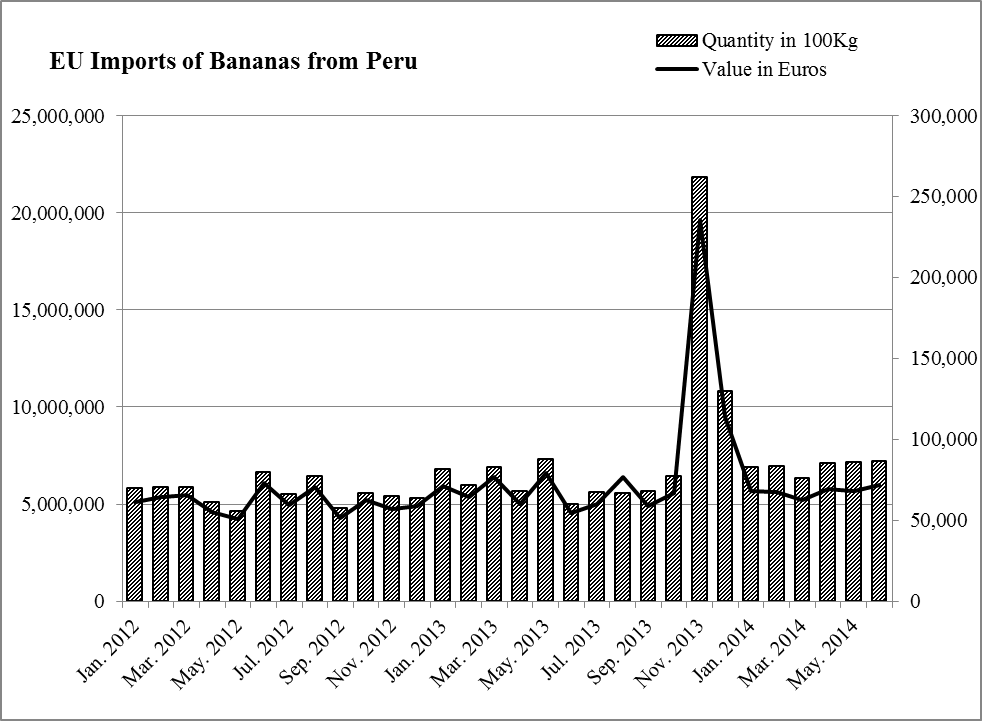 EU Imports of Bananas from Peru
Quantity in 100Kg
Value in Euros
25,000,000
20,000,000
15,000,000
10,000,000
5,000,000
0
300,000
250,000
200,000
150,000
100,000
50,000
0
Jan. 2012
Mar. 2012
May. 2012
Jul. 2012
Sep. 2012
Nov. 2012
Jan. 2013
Mar. 2013
May. 2013
Jul. 2013
Sep. 2013
Nov. 2013
Jan. 2014
Mar. 2014
May. 2014